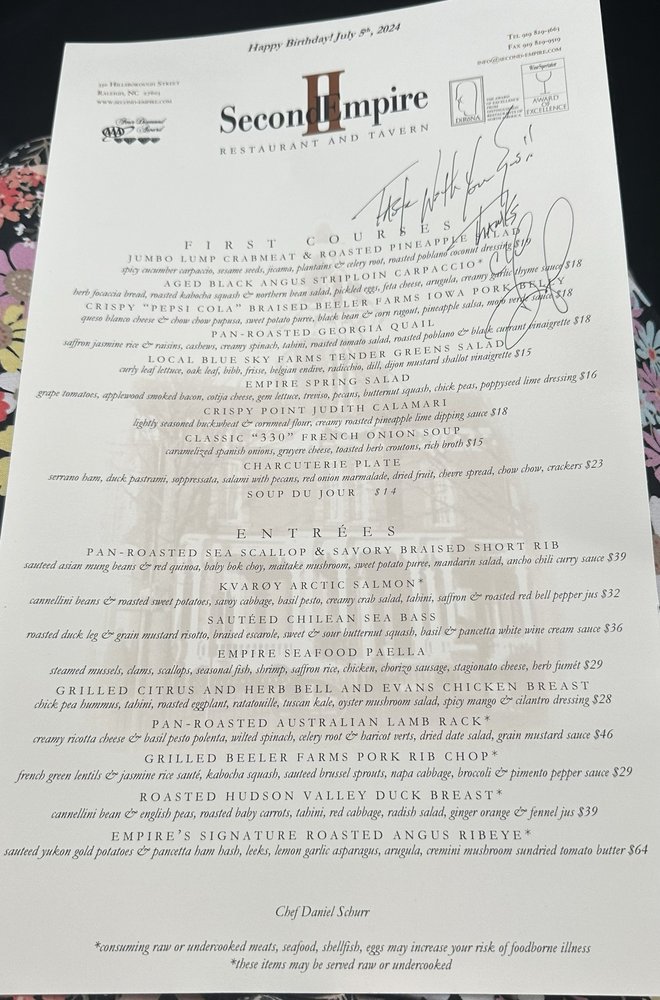 Happy Birthday! July 5th, 2024
330 Hillsborough Street
Raleigh, NC 27603
www.second-empire.com
Tel 919 829-3663
Fax 919 829-9519
info@second-empire.com
AAA Four Diamond Award
II
Second Empire
RESTAURANT AND TAVERN
DiRōNA
Wine Spectator
AWARD OF EXCELLENCE
Taste Worth Your
Thanks
FIRST COURSES
JUMBO LUMP CRABMEAT & ROASTED PINEAPPLE SALAD
spicy cucumber carpaccio, sesame seeds, jicama, plantains & celery root, roasted poblano coconut dressing $19
AGED BLACK ANGUS STRIPLOIN CARPACCIO*
herb focaccia bread, roasted kabocha squash & northern bean salad, pickled eggs, feta cheese, arugula, creamy garlic thyme sauce $18
CRISPY "PEPSI COLA" BRAISED BEELER FARMS IOWA PORK BELLY
queso blanco cheese & chow chow pupusa, sweet potato puree, black bean & corn ragout, pineapple salsa, mojo verde sauce $18
PAN-ROASTED GEORGIA QUAIL
saffron jasmine rice & raisins, cashews, creamy spinach, tahini, roasted tomato salad, roasted poblano & black currant vinaigrette $18
LOCAL BLUE SKY FARMS TENDER GREENS SALAD
curly leaf lettuce, oak leaf, bibb, frisse, belgian endive, radicchio, dill, dijon mustard shallot vinaigrette $15
EMPIRE SPRING SALAD
grape tomatoes, applewood smoked bacon, cotija cheese, gem lettuce, treviso, pecans, butternut squash, chick peas, poppyseed lime dressing $16
CRISPY POINT JUDITH CALAMARI
lightly seasoned buckwheat & cornmeal flour, creamy roasted pineapple lime dipping sauce $18
CLASSIC "330" FRENCH ONION SOUP
caramelized spanish onions, gruyere cheese, toasted herb croutons, rich broth $15
CHARCUTERIE PLATE
serrano ham, duck pastrami, soppressata, salami with pecans, red onion marmalade, dried fruit, chevre spread, chow chow, crackers $23
SOUP DU JOUR $14
ENTRÉES
PAN-ROASTED SEA SCALLOP & SAVORY BRAISED SHORT RIB
sauteed asian mung beans & red quinoa, baby bok choy, maitake mushroom, sweet potato puree, mandarin salad, ancho chili curry sauce $39
KVARØY ARCTIC SALMON*
cannellini beans & roasted sweet potatoes, savoy cabbage, basil pesto, creamy crab salad, tahini, saffron & roasted red bell pepper jus $32
SAUTÉED CHILEAN SEA BASS
roasted duck leg & grain mustard risotto, braised escarole, sweet & sour butternut squash, basil & pancetta white wine cream sauce $36
EMPIRE SEAFOOD PAELLA
steamed mussels, clams, scallops, seasonal fish, shrimp, saffron rice, chicken, chorizo sausage, stagionato cheese, herb fumét $29
GRILLED CITRUS AND HERB BELL AND EVANS CHICKEN BREAST
chick pea hummus, tahini, roasted eggplant, ratatouille, tuscan kale, oyster mushroom salad, spicy mango & cilantro dressing $28
PAN-ROASTED AUSTRALIAN LAMB RACK*
creamy ricotta cheese & basil pesto polenta, wilted spinach, celery root & haricot verts, dried date salad, grain mustard sauce $46
GRILLED BEELER FARMS PORK RIB CHOP*
french green lentils & jasmine rice sauté, kabocha squash, sauteed brussel sprouts, napa cabbage, broccoli & pimento pepper sauce $29
ROASTED HUDSON VALLEY DUCK BREAST*
cannellini bean & english peas, roasted baby carrots, tahini, red cabbage, radish salad, ginger orange & fennel jus $39
EMPIRE'S SIGNATURE ROASTED ANGUS RIBEYE*
sauteed yukon gold potatoes & pancetta ham hash, leeks, lemon garlic asparagus, arugula, cremini mushroom sundried tomato butter $64
Chef Daniel Schurr
*consuming raw or undercooked meats, seafood, shellfish, eggs may increase your risk of foodborne illness
*these items may be served raw or undercooked